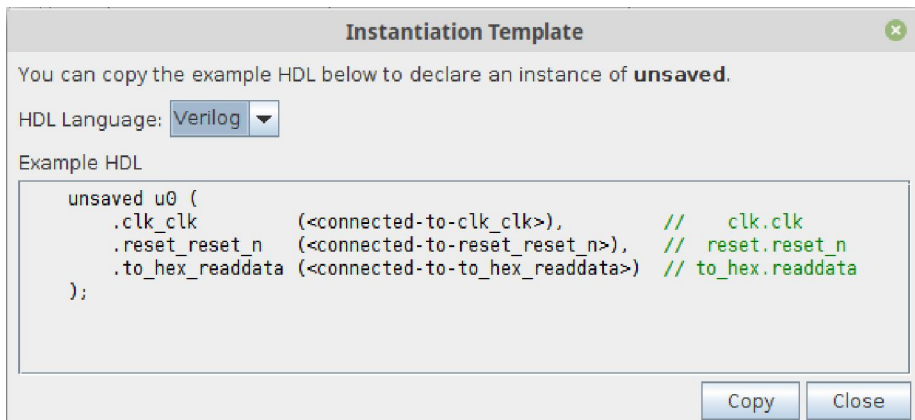 Instantiation Template
You can copy the example HDL below to declare an instance of unsaved.
HDL Language: Verilog
Example HDL
unsaved u0 (
    .clk_clk       (<connected-to-clk_clk>),       //    clk.clk
    .reset_reset_n   (<connected-to-reset_reset_n>),   //  reset.reset_n
    .to_hex_readdata (<connected-to-to_hex_readdata>)  // to_hex.readdata
);
Copy Close